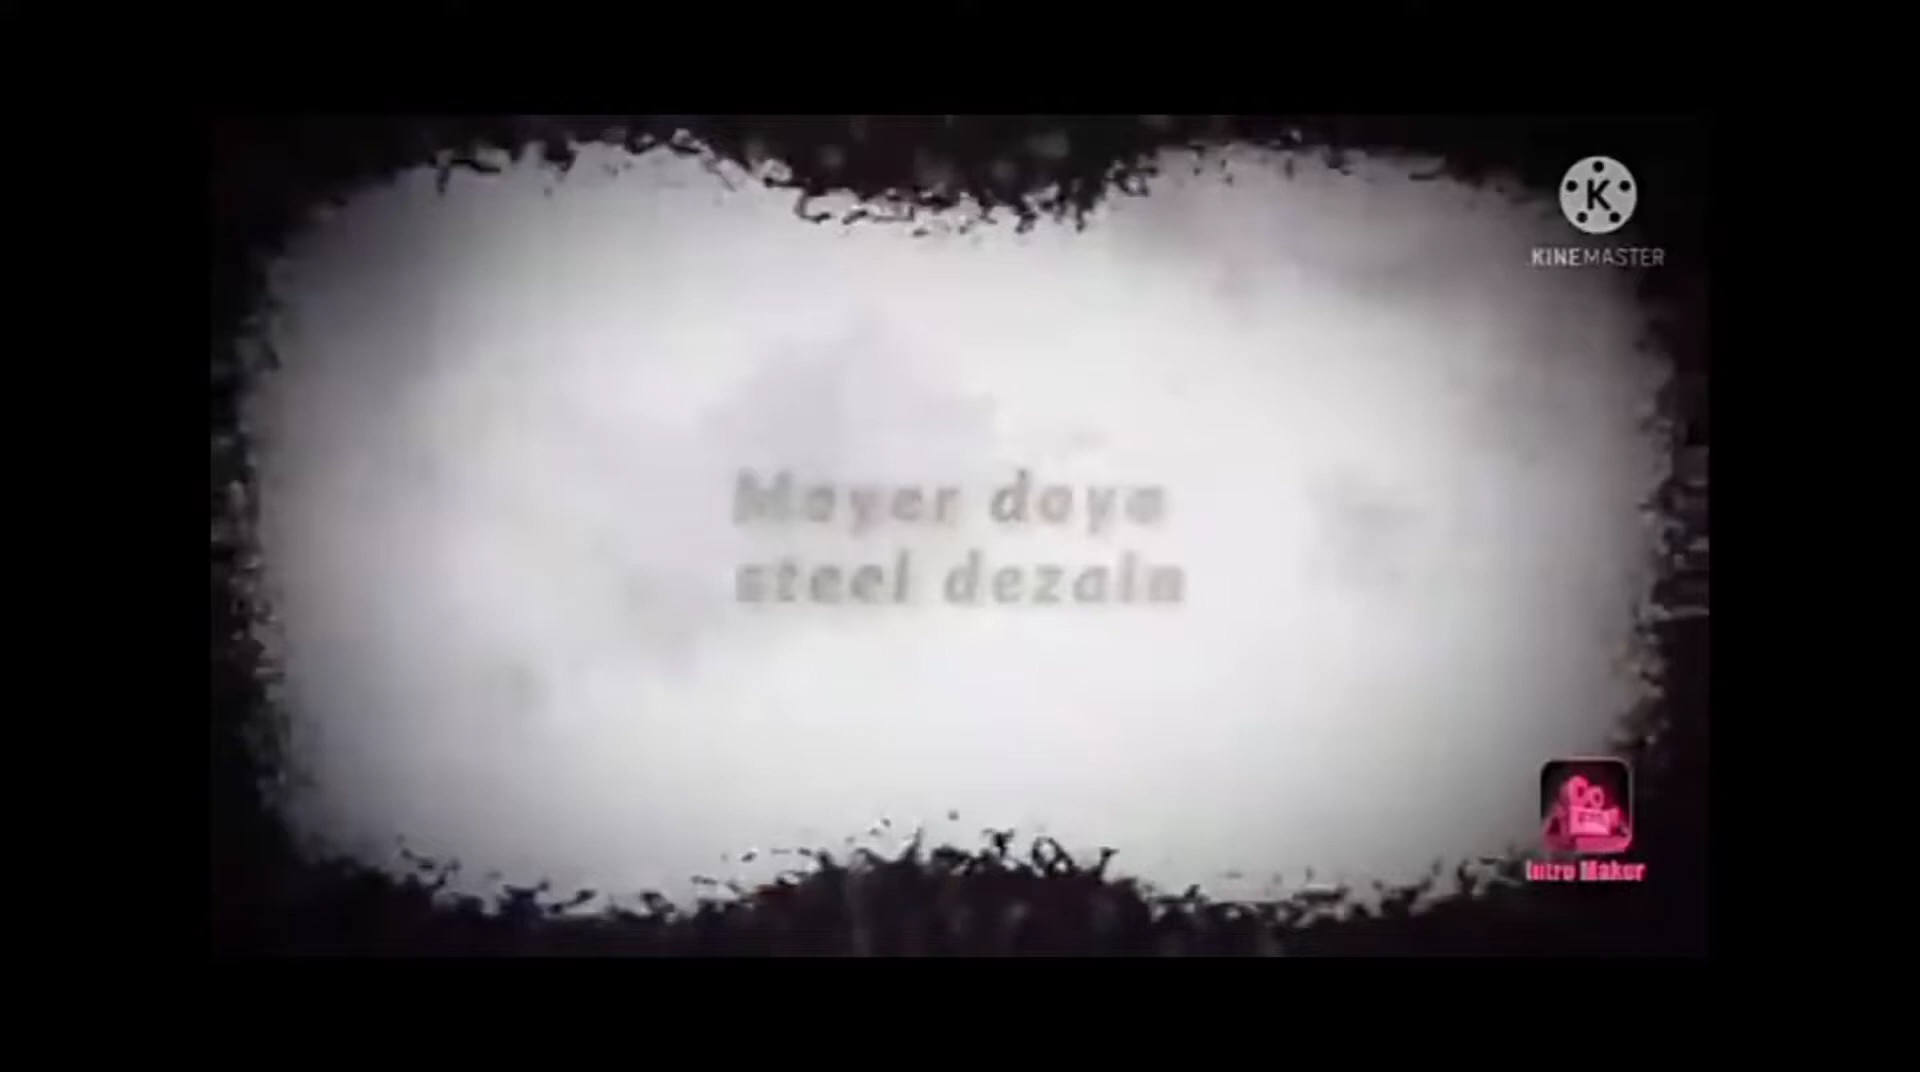 K
KINEMASTER
Mayer doya
steel dezain
Intro Maker